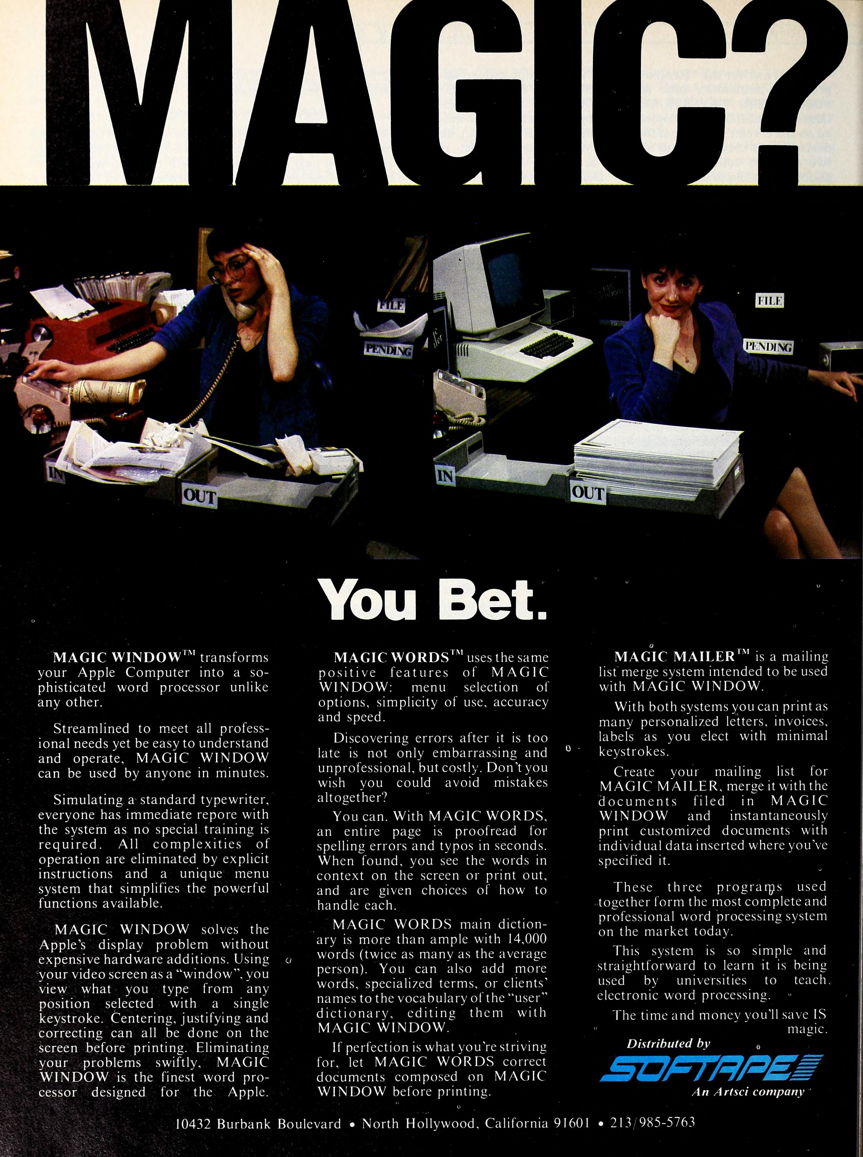 MAGIC?
FILE
PENDING
IN
OUT
FILE
PENDING
IN
OUT
You Bet.
MAGIC WINDOW™ transforms
your Apple Computer into a so-
phisticated word processor unlike
any other.
Streamlined to meet all profess-
ional needs yet be easy to understand
and operate, MAGIC WINDOW
can be used by anyone in minutes.
Simulating a standard typewriter,
everyone has immediate repore with
the system as no special training is
required. All complexities of
operation are eliminated by explicit
instructions and a unique menu
system that simplifies the powerful
functions available.
MAGIC WINDOW solves the
Apple's display problem without
expensive hardware additions. Using
your video screen as a "window", you
view what you type from any
position selected with a single
keystroke. Centering, justifying and
correcting can all be done on the
screen before printing. Eliminating
your problems swiftly, MAGIC
WINDOW is the finest word pro-
cessor designed for the Apple.
MAGIC WORDS™ uses the same
positive features of MAGIC
WINDOW: menu selection of
options, simplicity of use, accuracy
and speed.
Discovering errors after it is too
late is not only embarrassing and
unprofessional, but costly. Don't you
wish you could avoid mistakes
altogether?
You can. With MAGIC WORDS,
an entire page is proofread for
spelling errors and typos in seconds.
When found, you see the words in
context on the screen or print out,
and are given choices of how to
handle each.
MAGIC WORDS main diction-
ary is more than ample with 14,000
words (twice as many as the average
person). You can also add more
words, specialized terms, or clients'
names to the vocabulary of the "user"
dictionary, editing them with
MAGIC WINDOW.
If perfection is what you're striving
for, let MAGIC WORDS correct
documents composed on MAGIC
WINDOW before printing.
MAGIC MAILER™ is a mailing
list merge system intended to be used
with MAGIC WINDOW.
With both systems you can print as
many personalized letters, invoices,
labels as you elect with minimal
keystrokes.
Create your mailing list for
MAGIC MAILER, merge it with the
documents filed in MAGIC
WINDOW and instantaneously
print customized documents with
individual data inserted where you've
specified it.
These three programs used
together form the most complete and
professional word processing system
on the market today.
This system is so simple and
straightforward to learn it is being
used by universities to teach
electronic word processing.
The time and money you'll save IS
magic.
Distributed by
SOFTAPE
An Artsci company
10432 Burbank Boulevard • North Hollywood, California 91601 • 213/985-5763